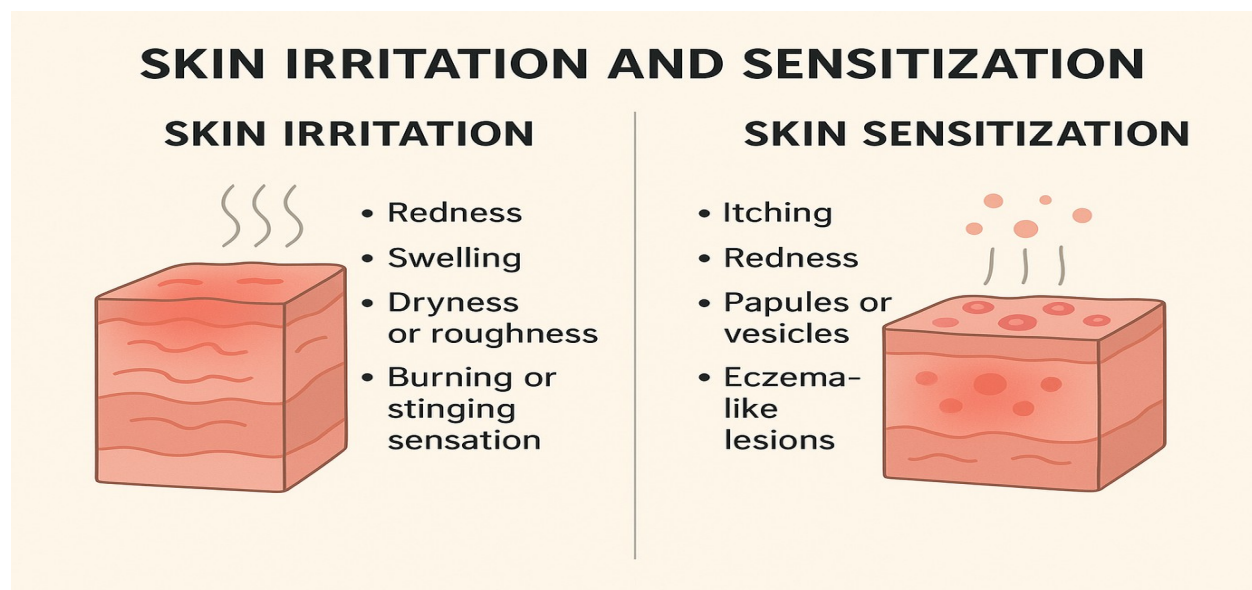 SKIN IRRITATION AND SENSITIZATION
SKIN IRRITATION
• Redness
• Swelling
• Dryness
or roughness
• Burning or
stinging
sensation
SKIN SENSITIZATION
• Itching
• Redness
• Papules or
vesicles
• Eczema-
like
lesions